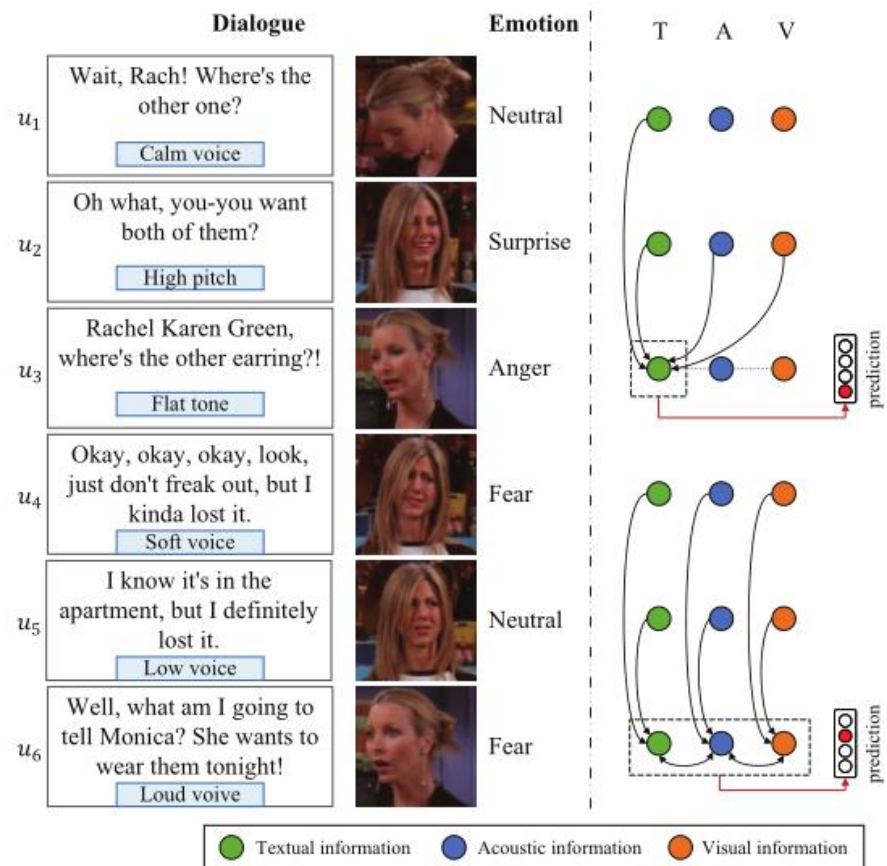 Dialogue Emotion T A V
u1
Wait, Rach! Where's the
other one?
Calm voice
Neutral
u2
Oh what, you-you want
both of them?
High pitch
Surprise
u3
Rachel Karen Green,
where's the other earring?!
Flat tone
Anger
prediction
u4
Okay, okay, okay, look,
just don't freak out, but I
kinda lost it.
Soft voice
Fear
u5
I know it's in the
apartment, but I definitely
lost it.
Low voice
Neutral
u6
Well, what am I going to
tell Monica? She wants to
wear them tonight!
Loud voive
Fear
prediction
Textual information Acoustic information Visual information